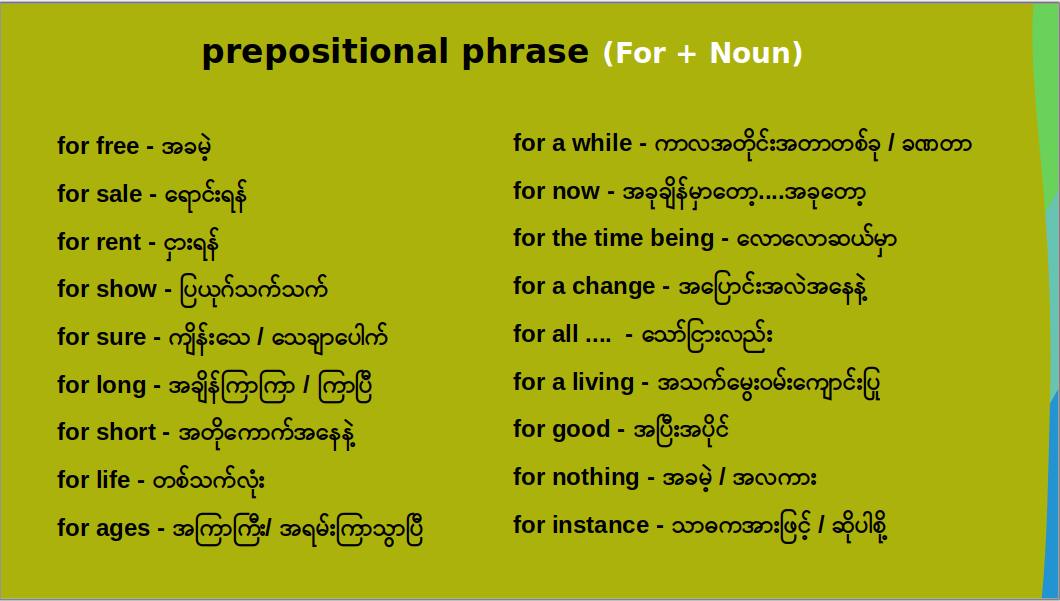 prepositional phrase (For + Noun)
for free - အခမဲ့
for sale - ရောင်းရန်
for rent - ငှားရန်
for show - ပြယုဂ်သက်သက်
for sure - ကျိန်းသေ / သေချာပေါက်
for long - အချိန်ကြာကြာ / ကြာပြီ
for short - အတိုကောက်အနေနဲ့
for life - တစ်သက်လုံး
for ages - အကြာကြီး/ အရမ်းကြာသွာပြီ
for a while - ကာလအတိုင်းအတာတစ်ခု / ခဏတာ
for now - အခုချိန်မှာတော့....အခုတော့
for the time being - လောလောဆယ်မှာ
for a change - အပြောင်းအလဲအနေနဲ့
for all .... - သော်ငြားလည်း
for a living - အသက်မွေးဝမ်းကျောင်းပြု
for good - အပြီးအပိုင်
for nothing - အခမဲ့ / အလကား
for instance - သာဓကအားဖြင့် / ဆိုပါစို့